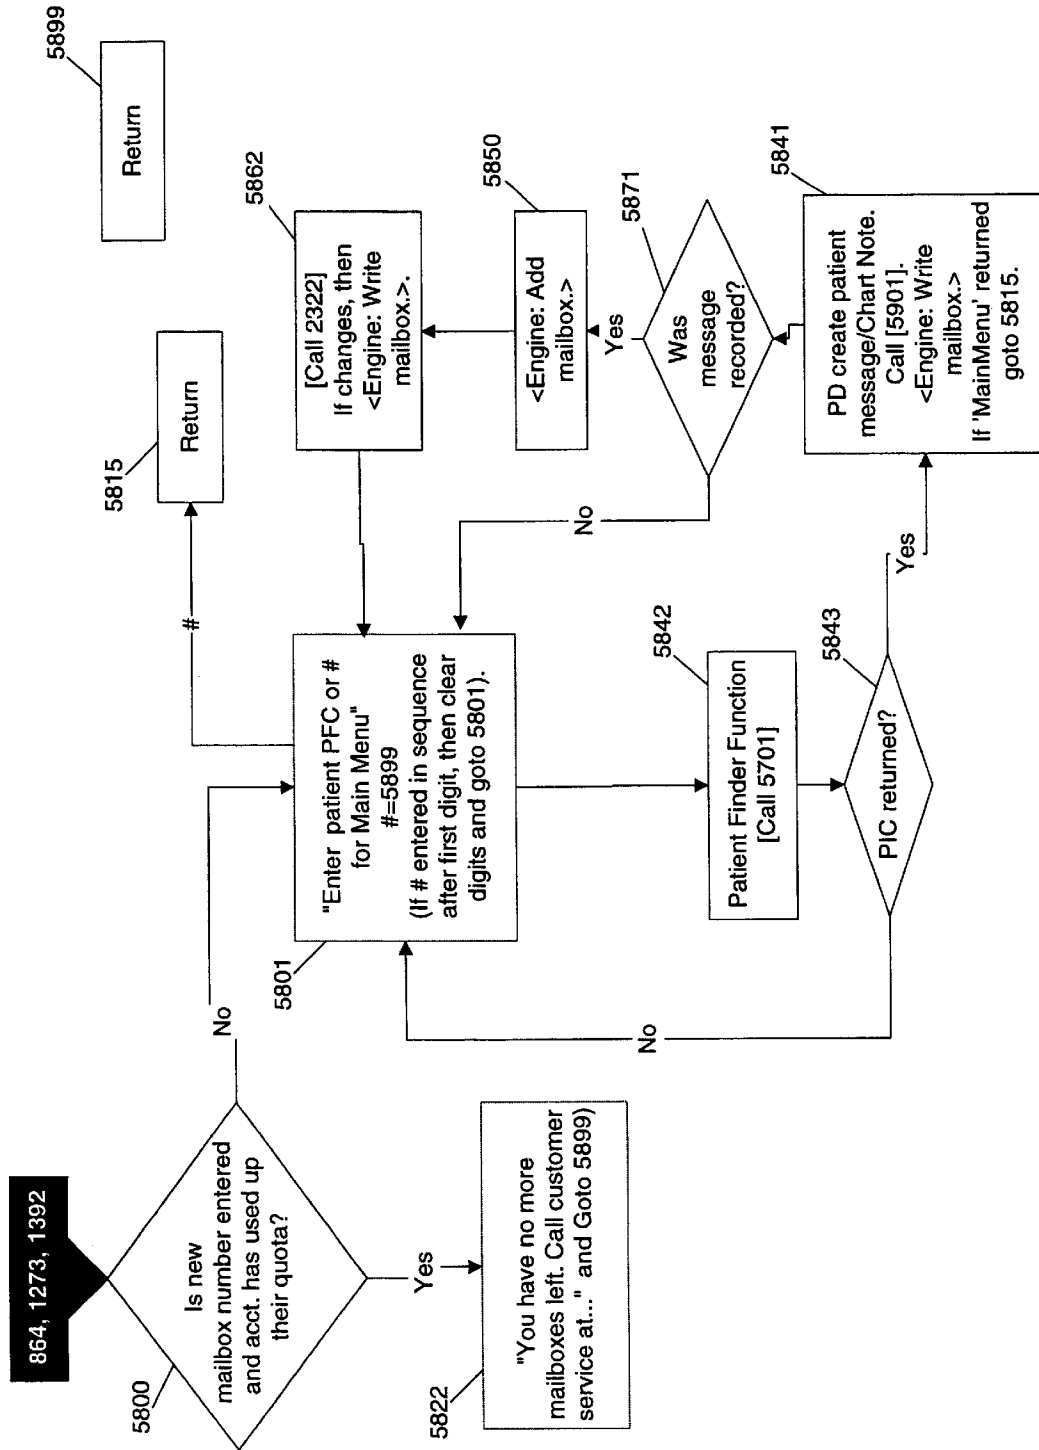 864, 1273, 1392
5800
Is new
mailbox number entered
and acct. has used up
their quota?
Yes
No
5822
"You have no more
mailboxes left. Call customer
service at..." and Goto 5899)
5801
"Enter patient PFC or #
for Main Menu"
#=5899
(If # entered in sequence
after first digit, then clear
digits and goto 5801).
#
5815
Return
5899
Return
5842
Patient Finder Function
[Call 5701]
5843
PIC returned?
No
Yes
5841
PD create patient
message/Chart Note.
Call [5901].
<Engine: Write
mailbox.>
If 'MainMenu' returned
goto 5815.
5871
Was
message
recorded?
No
Yes
5850
<Engine: Add
mailbox.>
5862
[Call 2322]
If changes, then
<Engine: Write
mailbox.>.